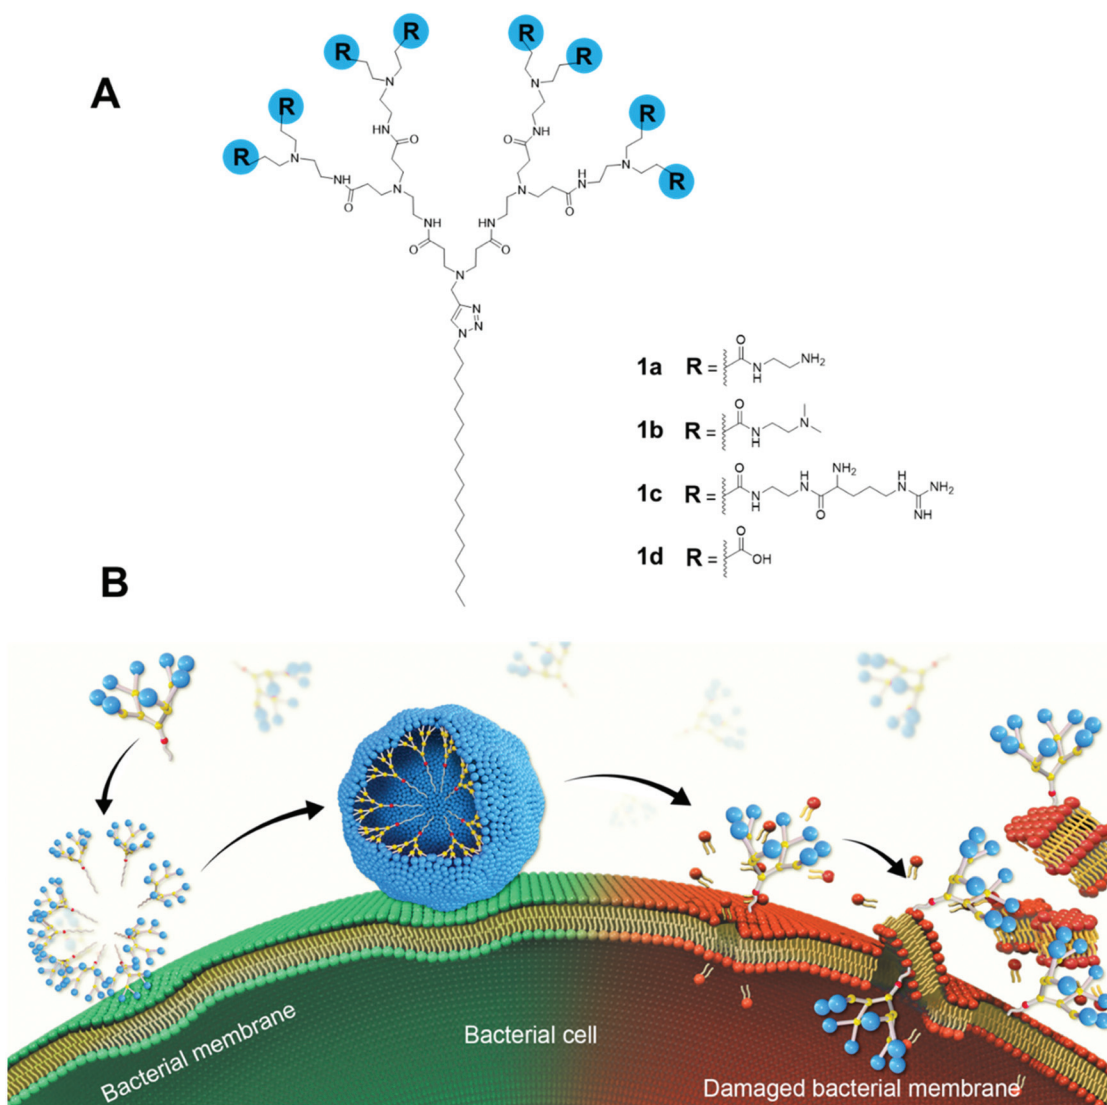 A
R
R
R
R
R
R
R
R
N
N
N
N
HN
O
O
NH
NH
O
O
NH
N
N
NH
HN
O
O
O
O
N
N
N
N
1a R = O N H NH2
1b R = O N H N
1c R = O N H H N O NH2 H N NH2 NH
1d R = O OH
B
Bacterial membrane
Bacterial cell
Damaged bacterial membrane